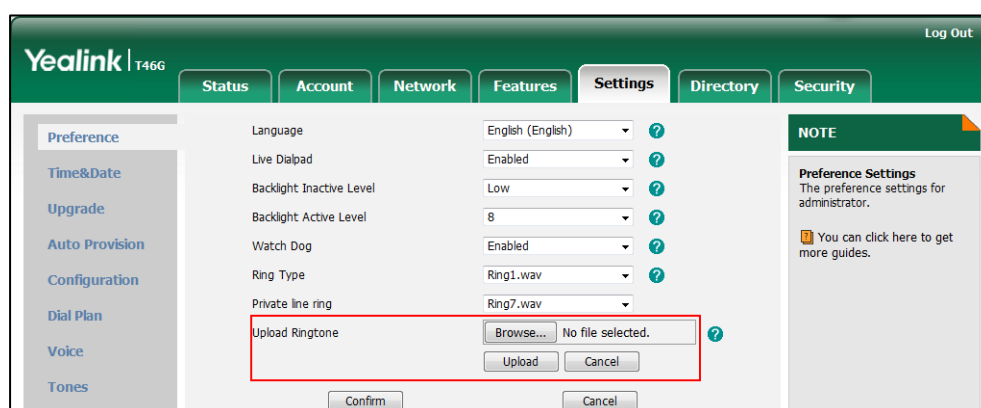 Log Out
Yealink T46G
Status Account Network Features Settings Directory Security
Preference
Time&Date
Upgrade
Auto Provision
Configuration
Dial Plan
Voice
Tones
Language English (English) ?
Live Dialpad Enabled ?
Backlight Inactive Level Low ?
Backlight Active Level 8 ?
Watch Dog Enabled ?
Ring Type Ring1.wav ?
Private line ring Ring7.wav
Upload Ringtone Browse... No file selected. ?
Upload Cancel
Confirm Cancel
NOTE
Preference Settings
The preference settings for
administrator.
? You can click here to get
more guides.